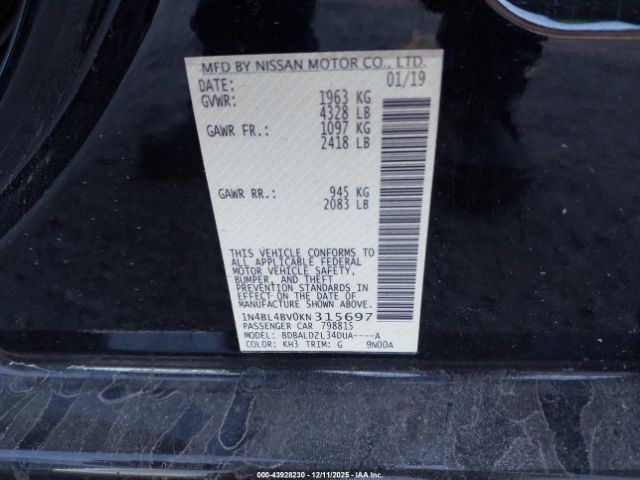 MFD BY NISSAN MOTOR CO., LTD.
DATE: 01/19
GVWR: 1963 KG
4328 LB
GAWR FR.: 1097 KG
2418 LB
GAWR RR.: 945 KG
2083 LB
THIS VEHICLE CONFORMS TO
ALL APPLICABLE FEDERAL
MOTOR VEHICLE SAFETY,
BUMPER, AND THEFT
PREVENTION STANDARDS IN
EFFECT ON THE DATE OF
MANUFACTURE SHOWN ABOVE.
1N4BL4BV0KN315697
PASSENGER CAR 798815
MODEL: BDBALDZL34DUA----A
COLOR: KH3 TRIM: G 9N00A
000-43928230 - 12/11/2025 - IAA